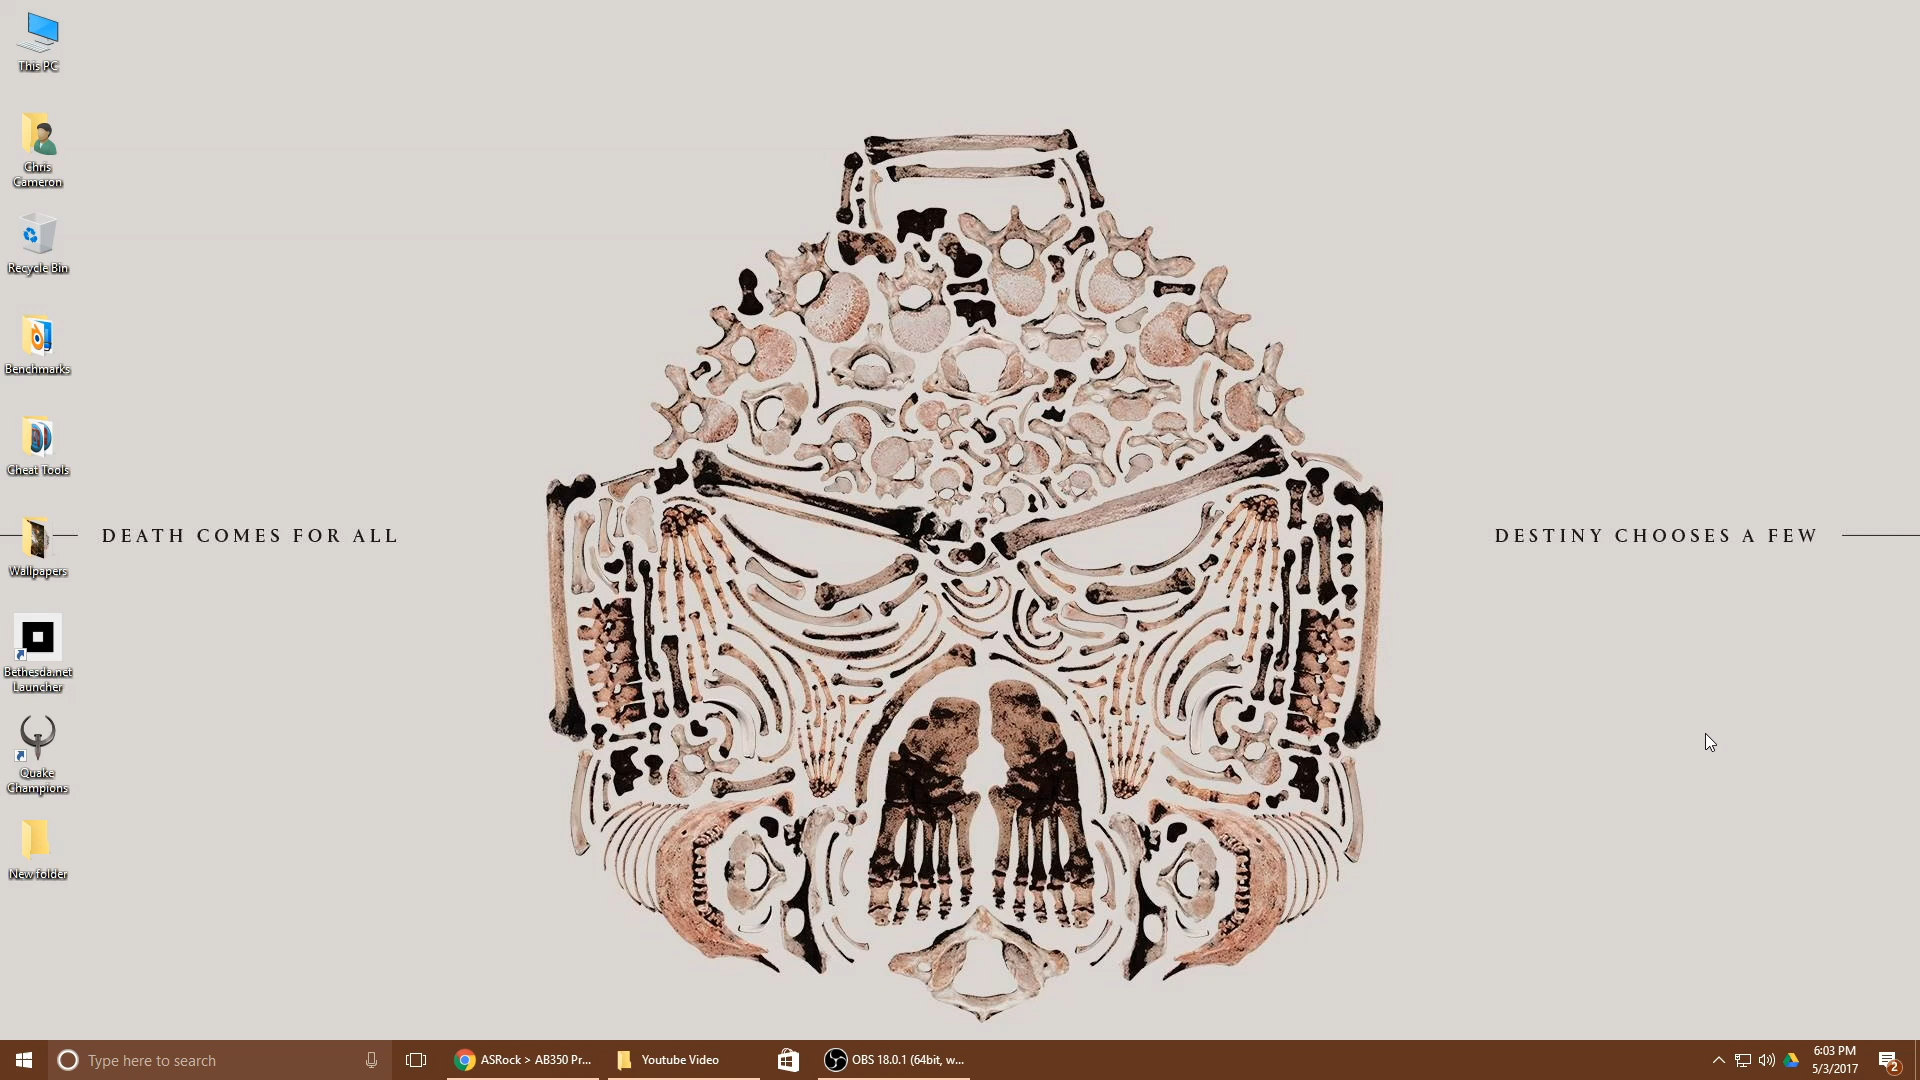 This PC
Chris
Cameron
Recycle Bin
Benchmarks
Cheat Tools
DEATH COMES FOR ALL
DESTINY CHOOSES A FEW
Wallpapers
Bethesda.net
Launcher
Quake
Champions
New folder
Type here to search
ASRock > AB350 Pr...
Youtube Video
OBS 18.0.1 (64bit, w...
6:03 PM
5/3/2017
2